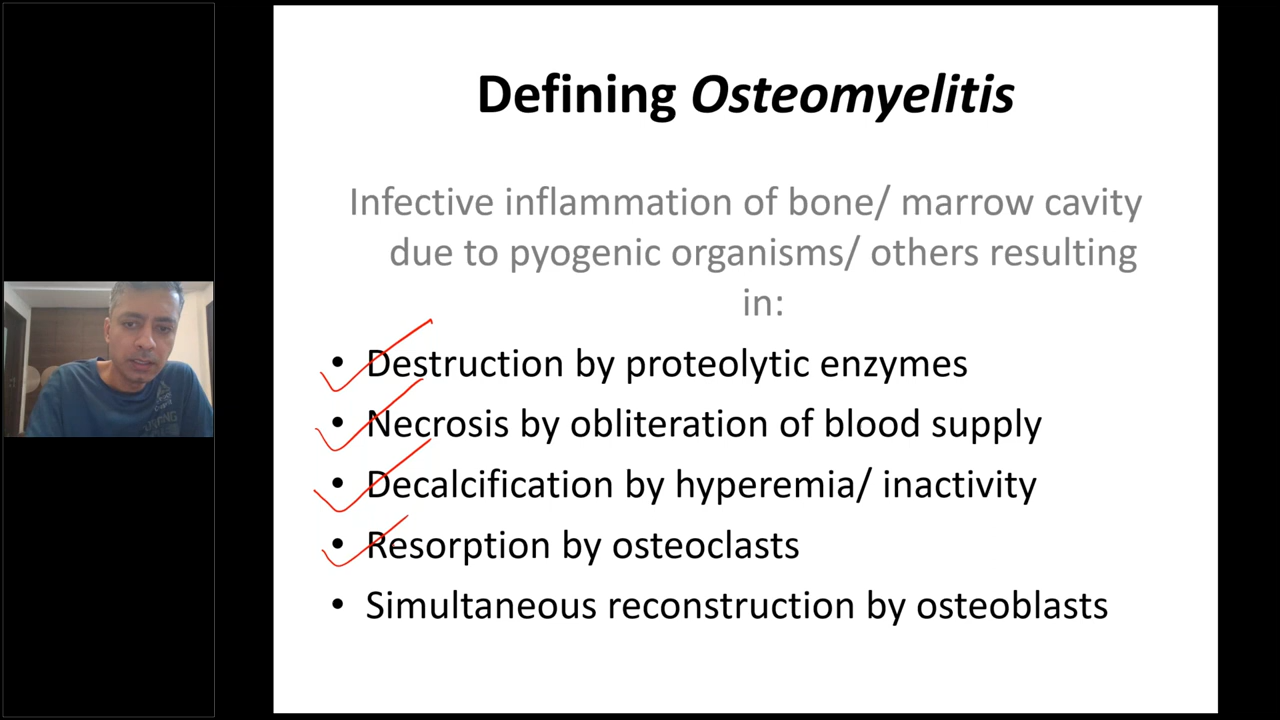 Defining Osteomyelitis
Infective inflammation of bone/ marrow cavity
due to pyogenic organisms/ others resulting
in:
• Destruction by proteolytic enzymes
• Necrosis by obliteration of blood supply
• Decalcification by hyperemia/ inactivity
• Resorption by osteoclasts
• Simultaneous reconstruction by osteoblasts